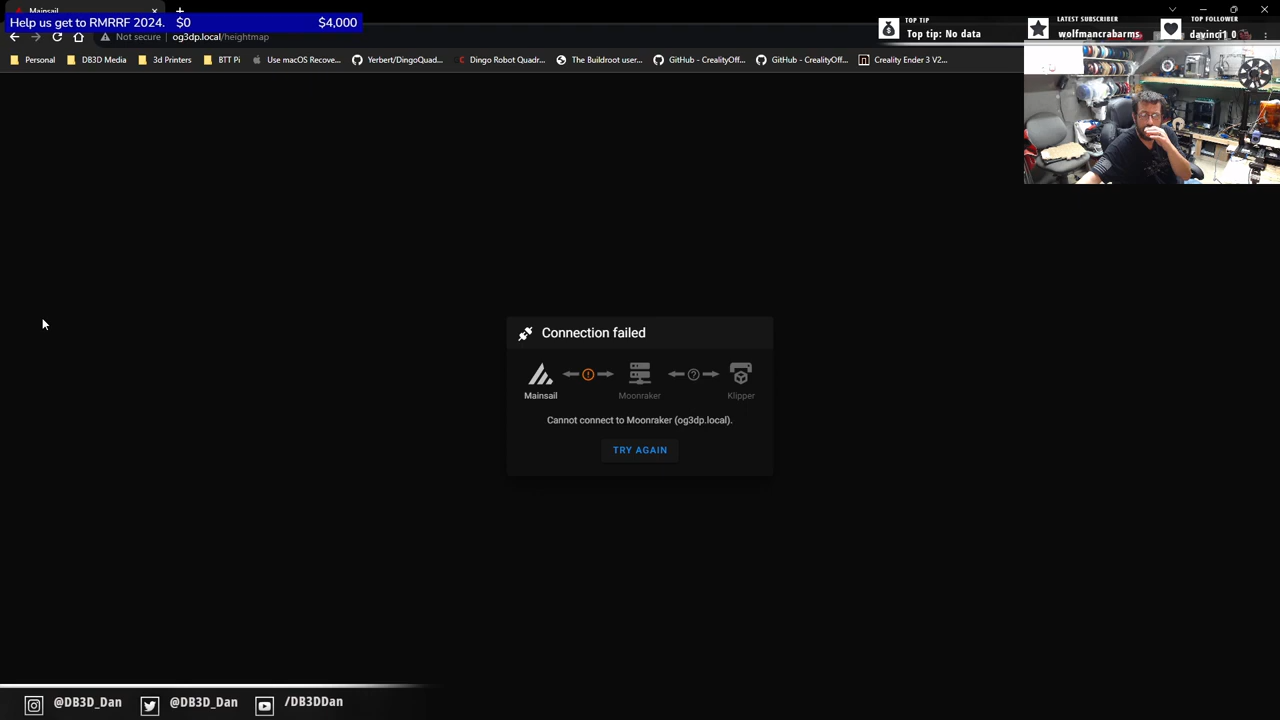 Mainsail
Help us get to RMRRF 2024. $0 $4,000
TOP TIP
Top tip: No data
LATEST SUBSCRIBER
wolfmancrabarms
TOP FOLLOWER
davinci1_0
Not secure og3dp.local/heightmap
Personal DB3D Media 3d Printers BTT Pi Use macOS Recove... Yerbert/DingoQuad... Dingo Robot Quadri... The Buildroot user... GitHub - CrealityOff... GitHub - CrealityOff... Creality Ender 3 V2...
Connection failed
Mainsail Moonraker Klipper
Cannot connect to Moonraker (og3dp.local).
TRY AGAIN
@DB3D_Dan @DB3D_Dan /DB3DDan